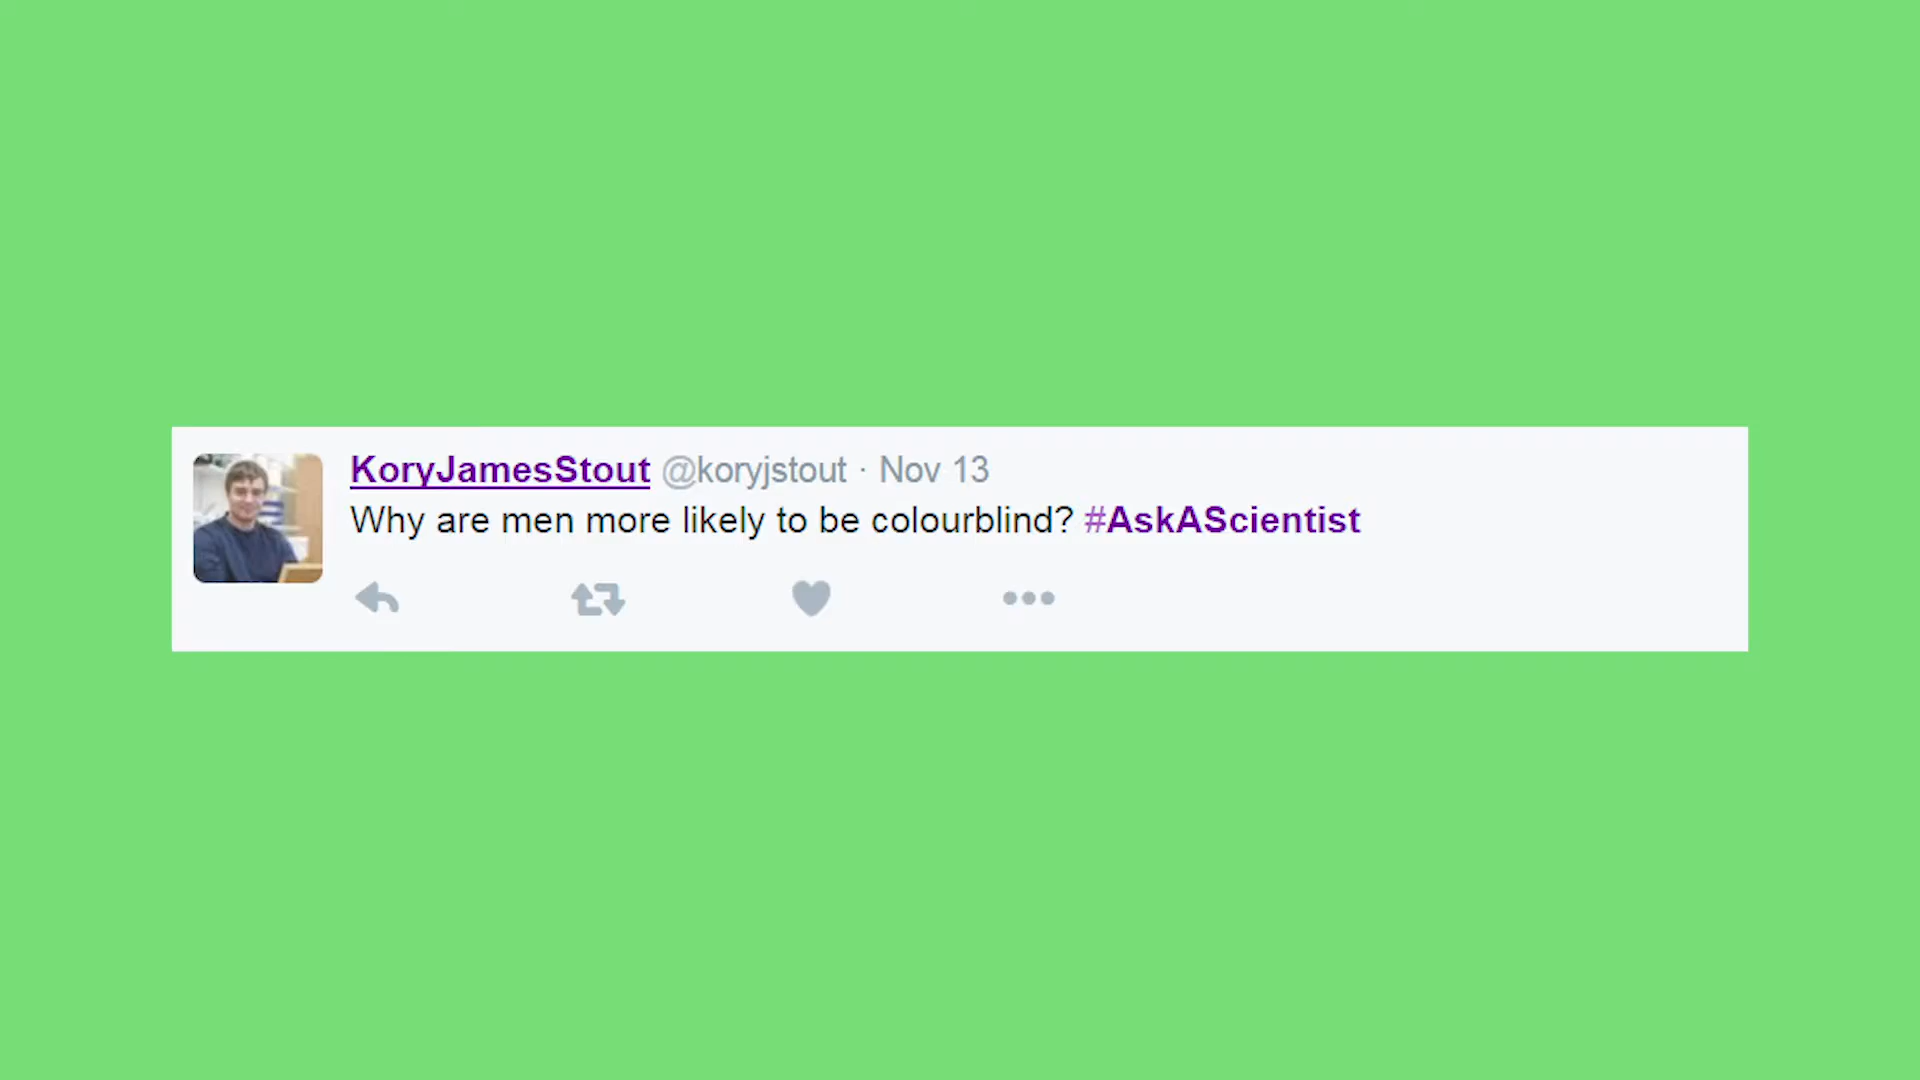 KoryJamesStout @koryjstout · Nov 13
Why are men more likely to be colourblind? #AskAScientist